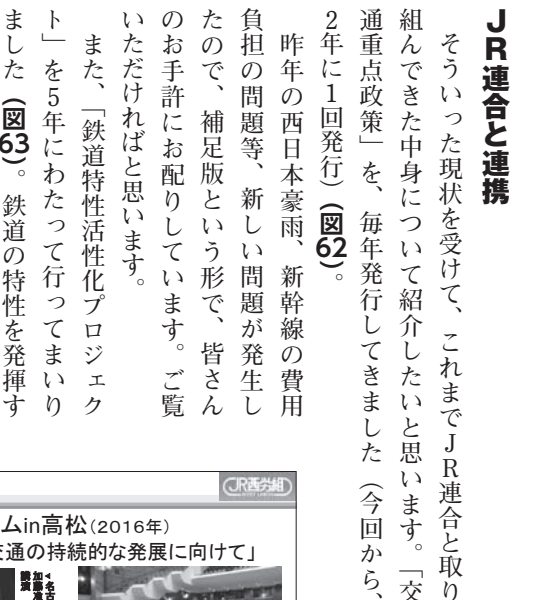 JR連合と連携
そういった現状を受けて、これまでJR連合と取り
組んできた中身について紹介したいと思います。「交
通重点政策」を、毎年発行してきました(今回から、
2年に1回発行)(図62)。
昨年の西日本豪雨、新幹線の費用
負担の問題等、新しい問題が発生し
たので、補足版という形で、皆さん
のお手許にお配りしています。ご覧
いただければと思います。
また、「鉄道特性活性化プロジェク
ト」を5年にわたって行ってまいり
ました(図63)。鉄道の特性を発揮す
JR西労組
ムin高松(2016年)
通の持続的な発展に向けて」